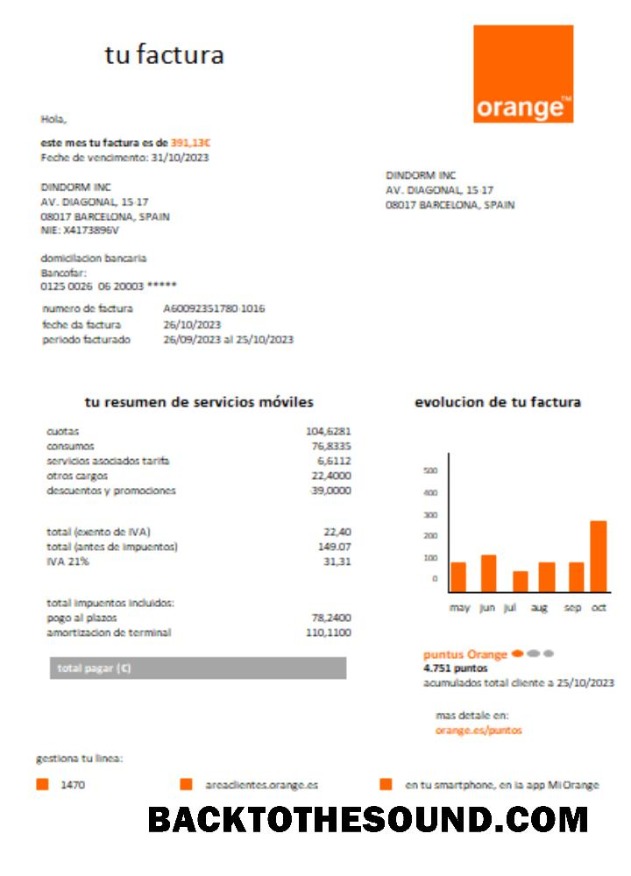 tu factura
orange™
Hola,
este mes tu factura es de 391,13€
Feche de vencimento: 31/10/2023
DINDORM INC
AV. DIAGONAL, 15-17
08017 BARCELONA, SPAIN
DINDORM INC
AV. DIAGONAL, 15-17
08017 BARCELONA, SPAIN
NIE: X4173896V
domicilacion bancaria
Bancofar:
0125 0026 06 20003 *****
numero de factura A60092351780-1016
feche da factura 26/10/2023
periodo facturado 26/09/2023 al 25/10/2023
tu resumen de servicios móviles
cuotas 104,6281
consumos 76,8335
servicios asociados tarifa 6,6112
otros cargos 22,4000
descuentos y promociones -39,0000
total (exento de IVA) 22,40
total (antes de impuentos) 149.07
IVA 21% 31,31
total impuentos incluidos:
pogo al plazos 78,2400
amortizacion de terminal 110,1100
total pagar (€)
evolucion de tu factura
500
400
300
200
100
0
may jun jul aug sep oct
puntus Orange
4.751 puntos
acumulados total cliente a 25/10/2023
mas detale en:
orange.es/puntos
gestiona tu linea:
1470
areaclientes.orange.es
en tu smartphone, en ia app Mi Orange
BACKTOTHESOUND.COM